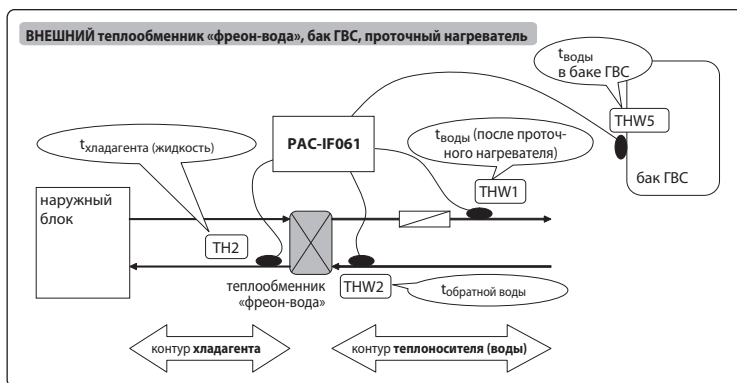 ВНЕШНИЙ теплообменник «фреон-вода», бак ГВС, проточный нагреватель
tводы
в баке ГВС
THW5
бак ГВС
PAC-IF061
tводы (после проточ-
ного нагревателя)
THW1
tхладагента (жидкость)
наружный
блок
TH2
теплообменник
«фреон-вода»
THW2
tобратной воды
контур хладагента
контур теплоносителя (воды)